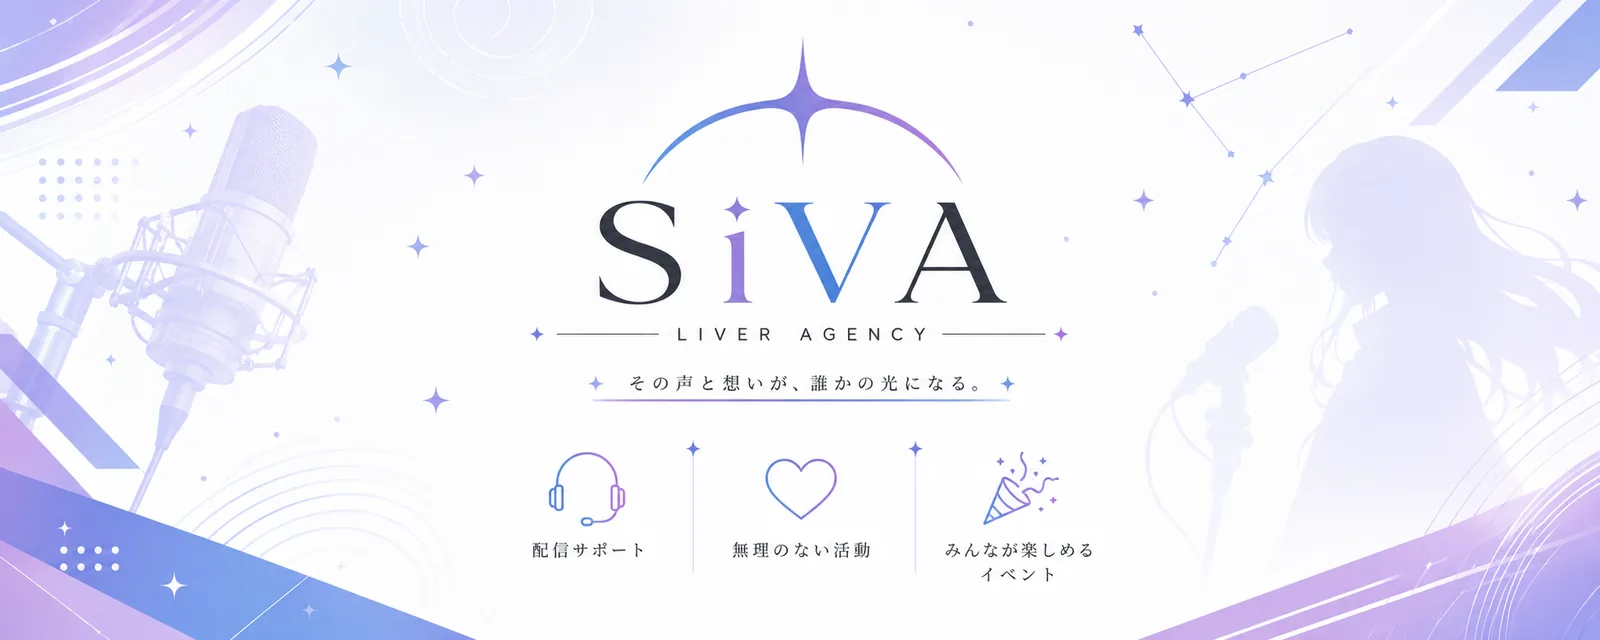 SiVA
LIVER AGENCY
その声と想いが、誰かの光になる。
配信サポート
無理のない活動
みんなが楽しめる
イベント